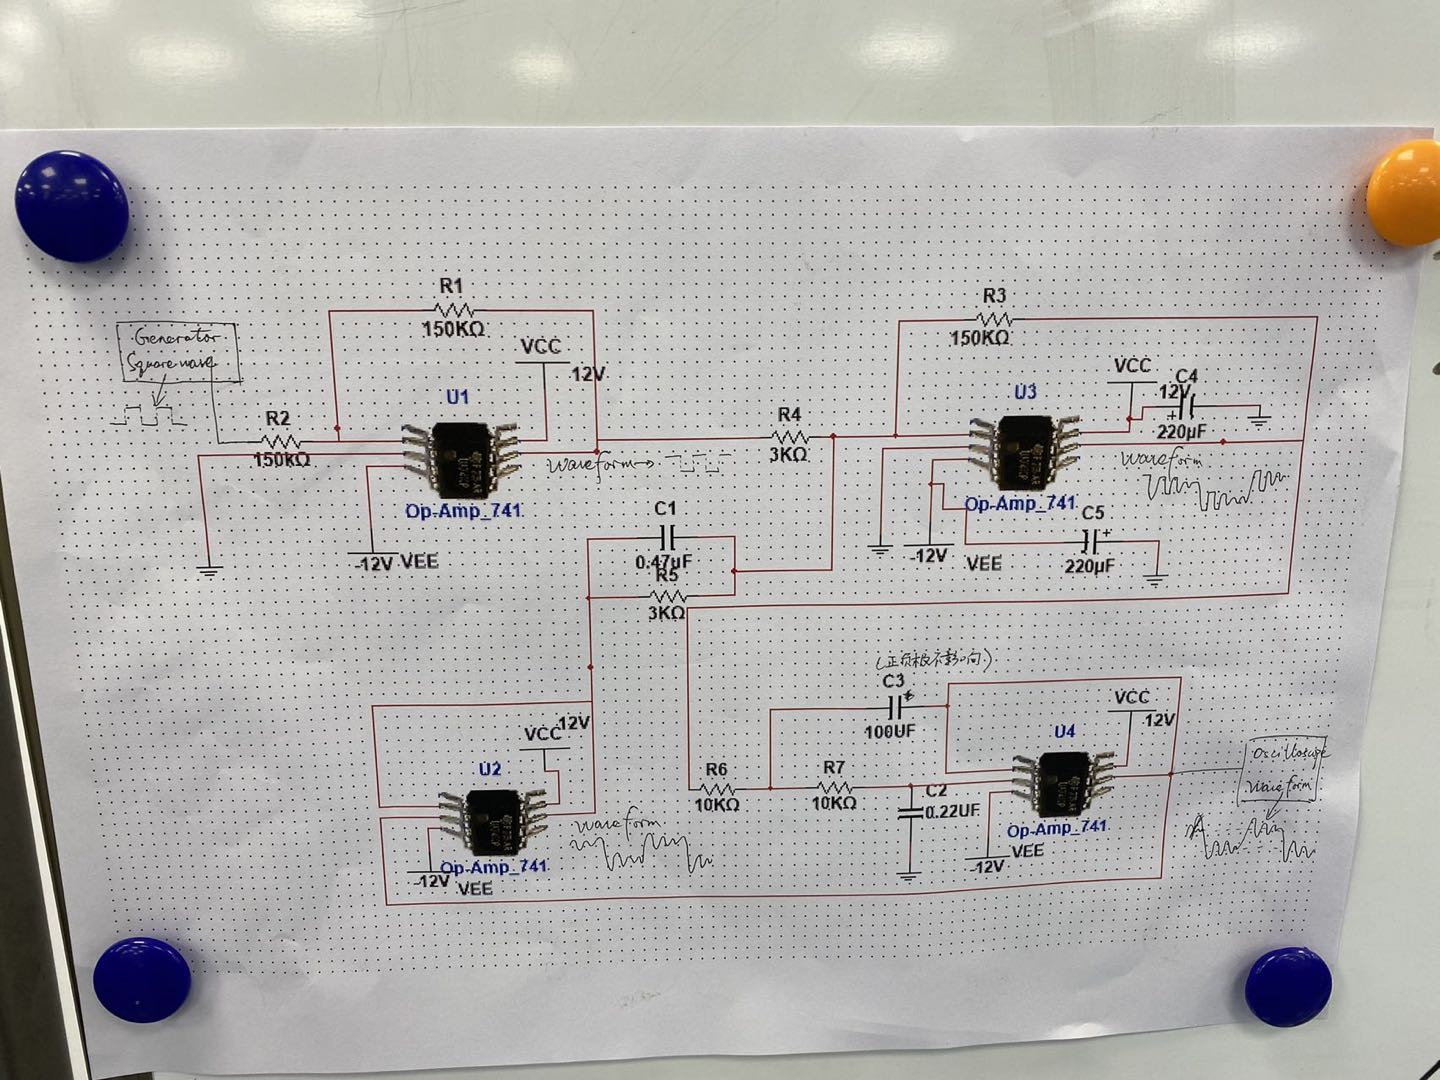 R1
150KΩ
Generator
Square wave
VCC
12V
U1
R2
150kΩ
Op-Amp_741
-12V VEE
Waveform
R3
150KΩ
VCC
12V
C4
220µF
U3
R4
3KΩ
Op-Amp_741
Waveform
-12V
VEE
C5
220µF
C1
0.47µF
R5
3KΩ
(正负极不影响)
C3
100UF
VCC
12V
U4
12V
VCC
U2
R6
10KΩ
R7
10KΩ
C2
0.22UF
Oscilloscope
Waveform
Op-Amp_741
VEE
-12V
Waveform
Op-Amp_741
-12V
VEE